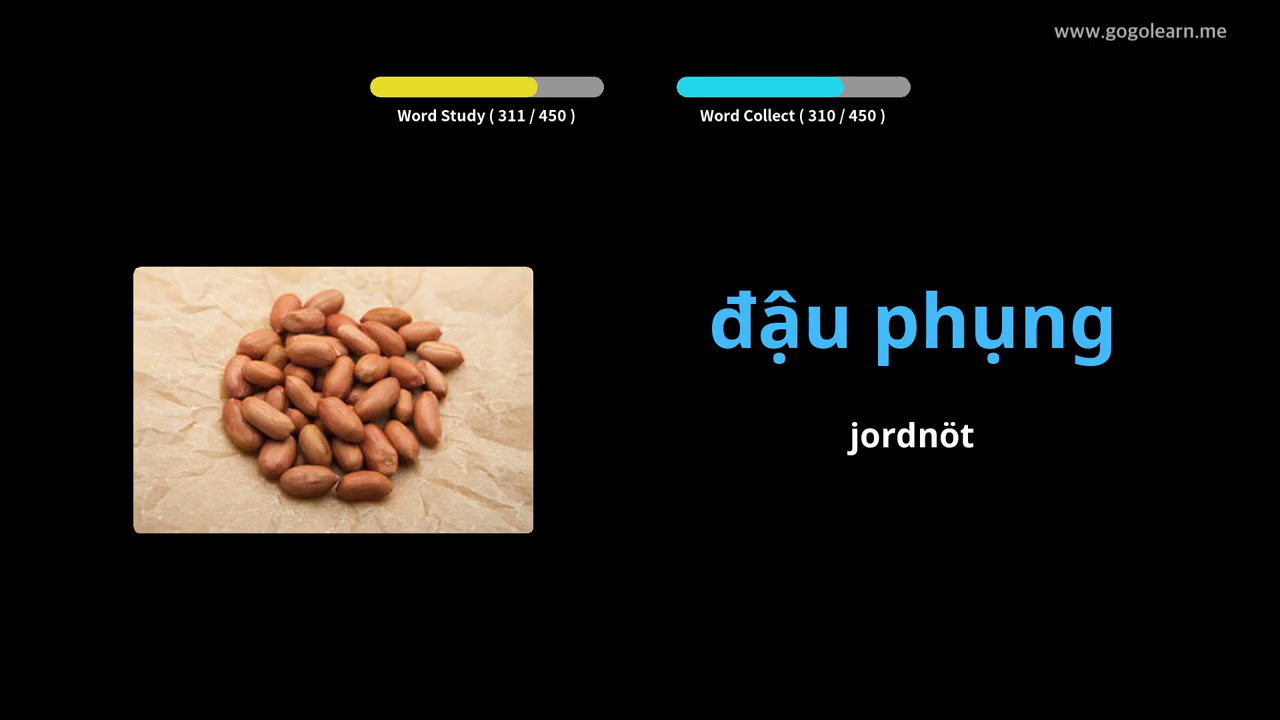 www.gogolearn.me
Word Study ( 311 / 450 )
Word Collect ( 310 / 450 )
đậu phụng
jordnöt